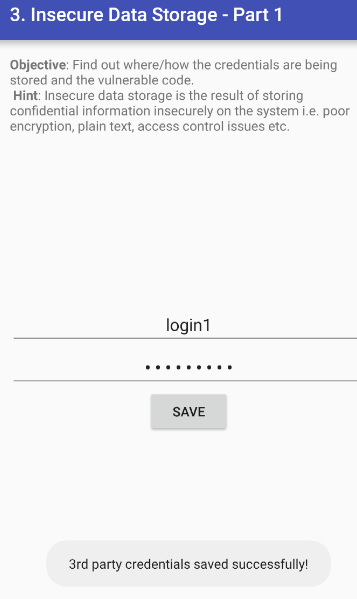 3. Insecure Data Storage - Part 1
Objective: Find out where/how the credentials are being
stored and the vulnerable code.
Hint: Insecure data storage is the result of storing
confidential information insecurely on the system i.e. poor
encryption, plain text, access control issues etc.
login1
•••••••••
SAVE
3rd party credentials saved successfully!